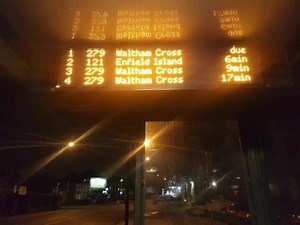 1 279 Waltham Cross due
2 121 Enfield Island 6min
3 279 Waltham Cross 9min
4 279 Waltham Cross 17min